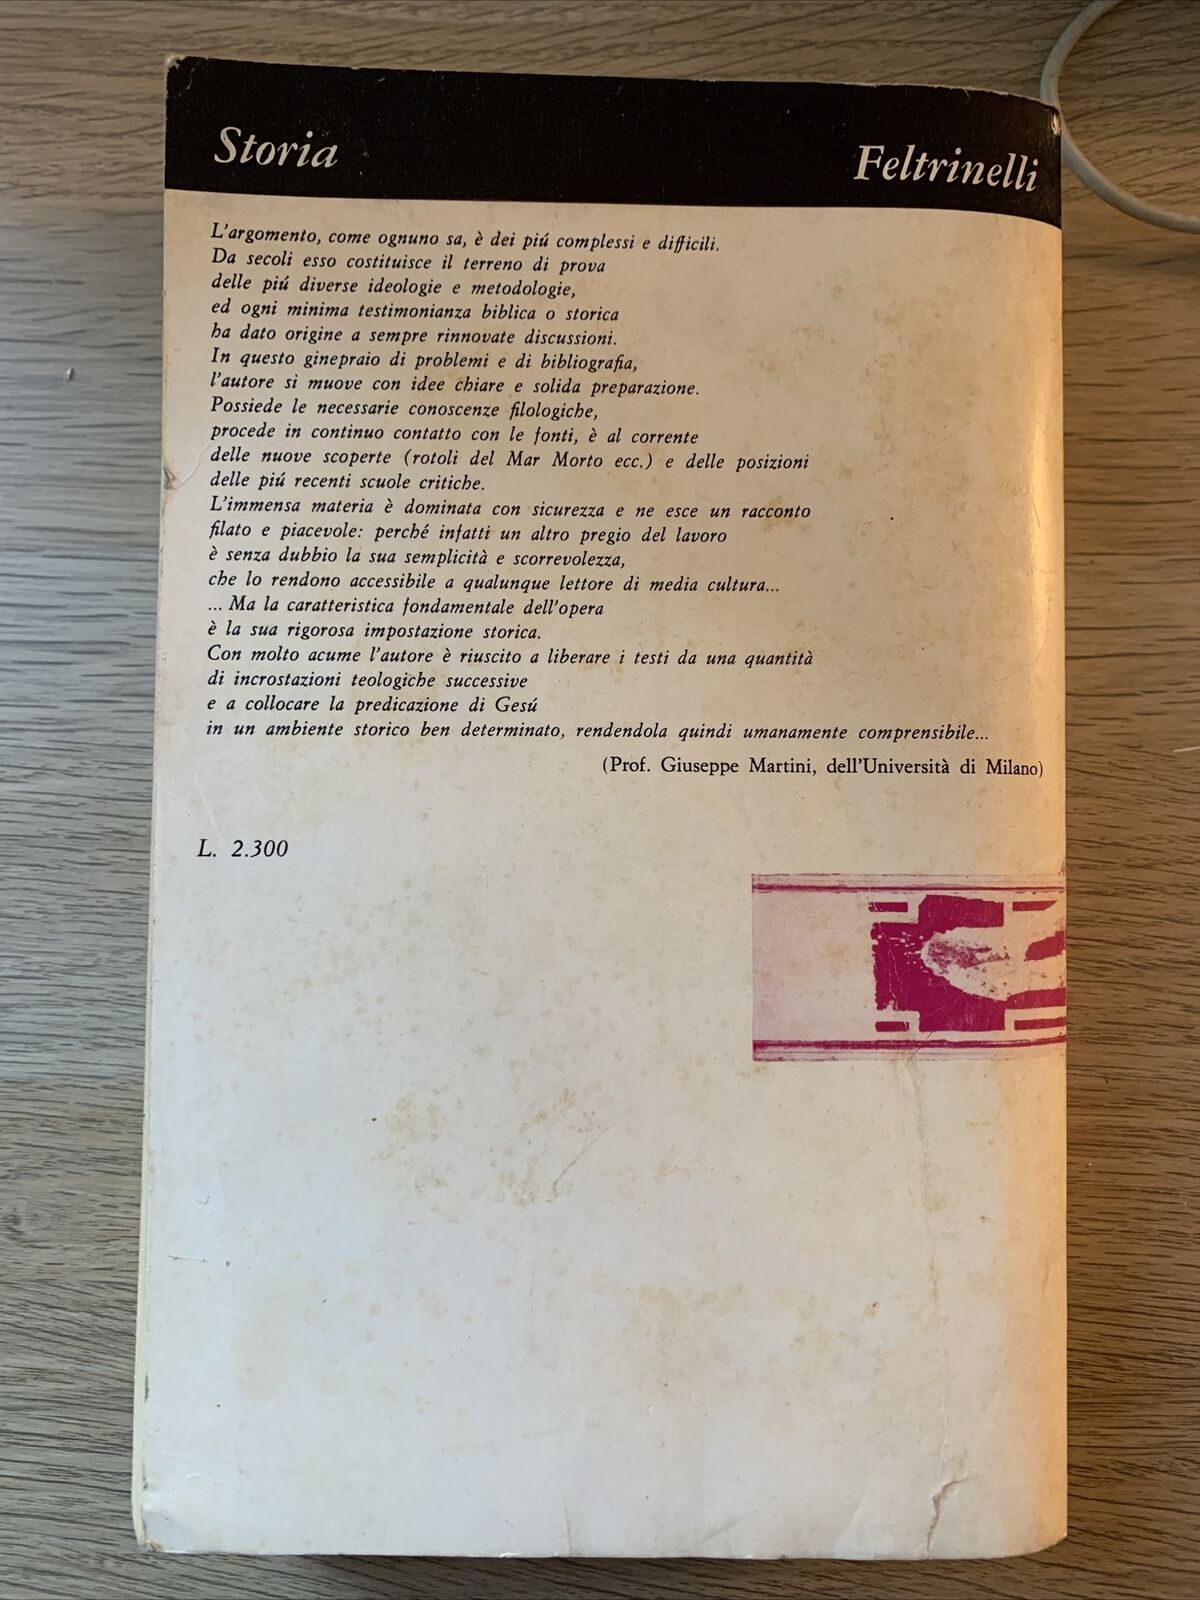 Storia
Feltrinelli
L'argomento, come ognuno sa, è dei piú complessi e difficili.
Da secoli esso costituisce il terreno di prova
delle piú diverse ideologie e metodologie,
ed ogni minima testimonianza biblica o storica
ha dato origine a sempre rinnovate discussioni.
In questo ginepraio di problemi e di bibliografia,
l'autore si muove con idee chiare e solida preparazione.
Possiede le necessarie conoscenze filologiche,
procede in continuo contatto con le fonti, è al corrente
delle nuove scoperte (rotoli del Mar Morto ecc.) e delle posizioni
delle piú recenti scuole critiche.
L'immensa materia è dominata con sicurezza e ne esce un racconto
filato e piacevole: perché infatti un altro pregio del lavoro
è senza dubbio la sua semplicità e scorrevolezza,
che lo rendono accessibile a qualunque lettore di media cultura...
... Ma la caratteristica fondamentale dell'opera
è la sua rigorosa impostazione storica.
Con molto acume l'autore è riuscito a liberare i testi da una quantità
di incrostazioni teologiche successive
e a collocare la predicazione di Gesú
in un ambiente storico ben determinato, rendendola quindi umanamente comprensibile...
(Prof. Giuseppe Martini, dell'Università di Milano)
L. 2.300